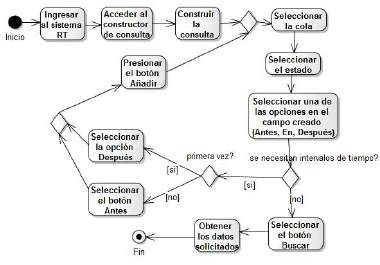 Inicio
Ingresar
al sistema
RT
Acceder al
constructor
de consulta
Construir
la
consulta
Seleccionar
la cola
Seleccionar
el estado
Seleccionar una de
las opciones en el
campo creado
(Antes, En, Después)
se necesitan intervalos de tiempo?
[si]
[no]
primera vez?
[si]
[no]
Seleccionar
la opción
Después
Seleccionar
el botón
Antes
Presionar
el botón
Añadir
Seleccionar
el botón
Buscar
Obtener
los datos
solicitados
Fin